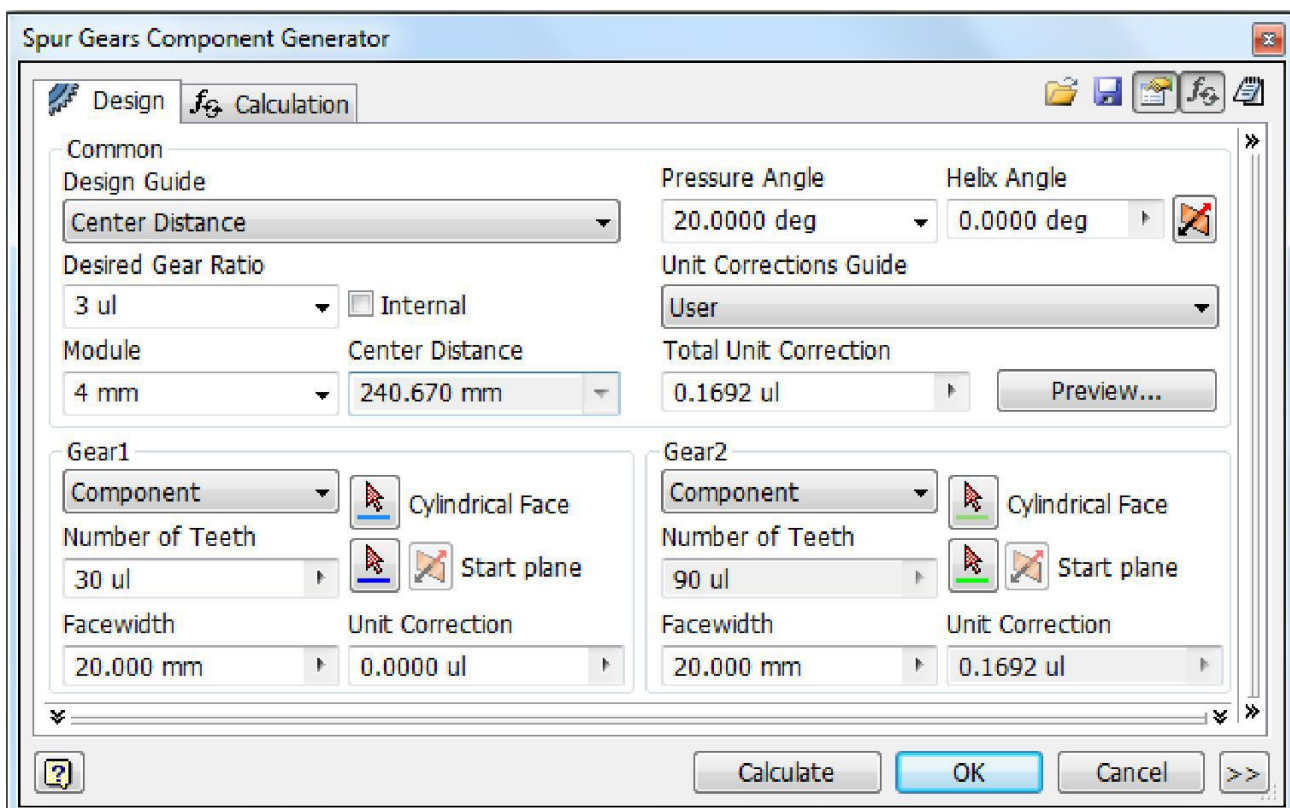 Spur Gears Component Generator
Design
fG Calculation
Common
Design Guide
Pressure Angle
Helix Angle
Center Distance
20.0000 deg
0.0000 deg
Desired Gear Ratio
Unit Corrections Guide
3 ul
Internal
User
Module
Center Distance
Total Unit Correction
4 mm
240.670 mm
0.1692 ul
Preview...
Gear1
Gear2
Component
Cylindrical Face
Component
Cylindrical Face
Number of Teeth
Number of Teeth
30 ul
Start plane
90 ul
Start plane
Facewidth
Unit Correction
Facewidth
Unit Correction
20.000 mm
0.0000 ul
20.000 mm
0.1692 ul
?
Calculate
OK
Cancel
>>